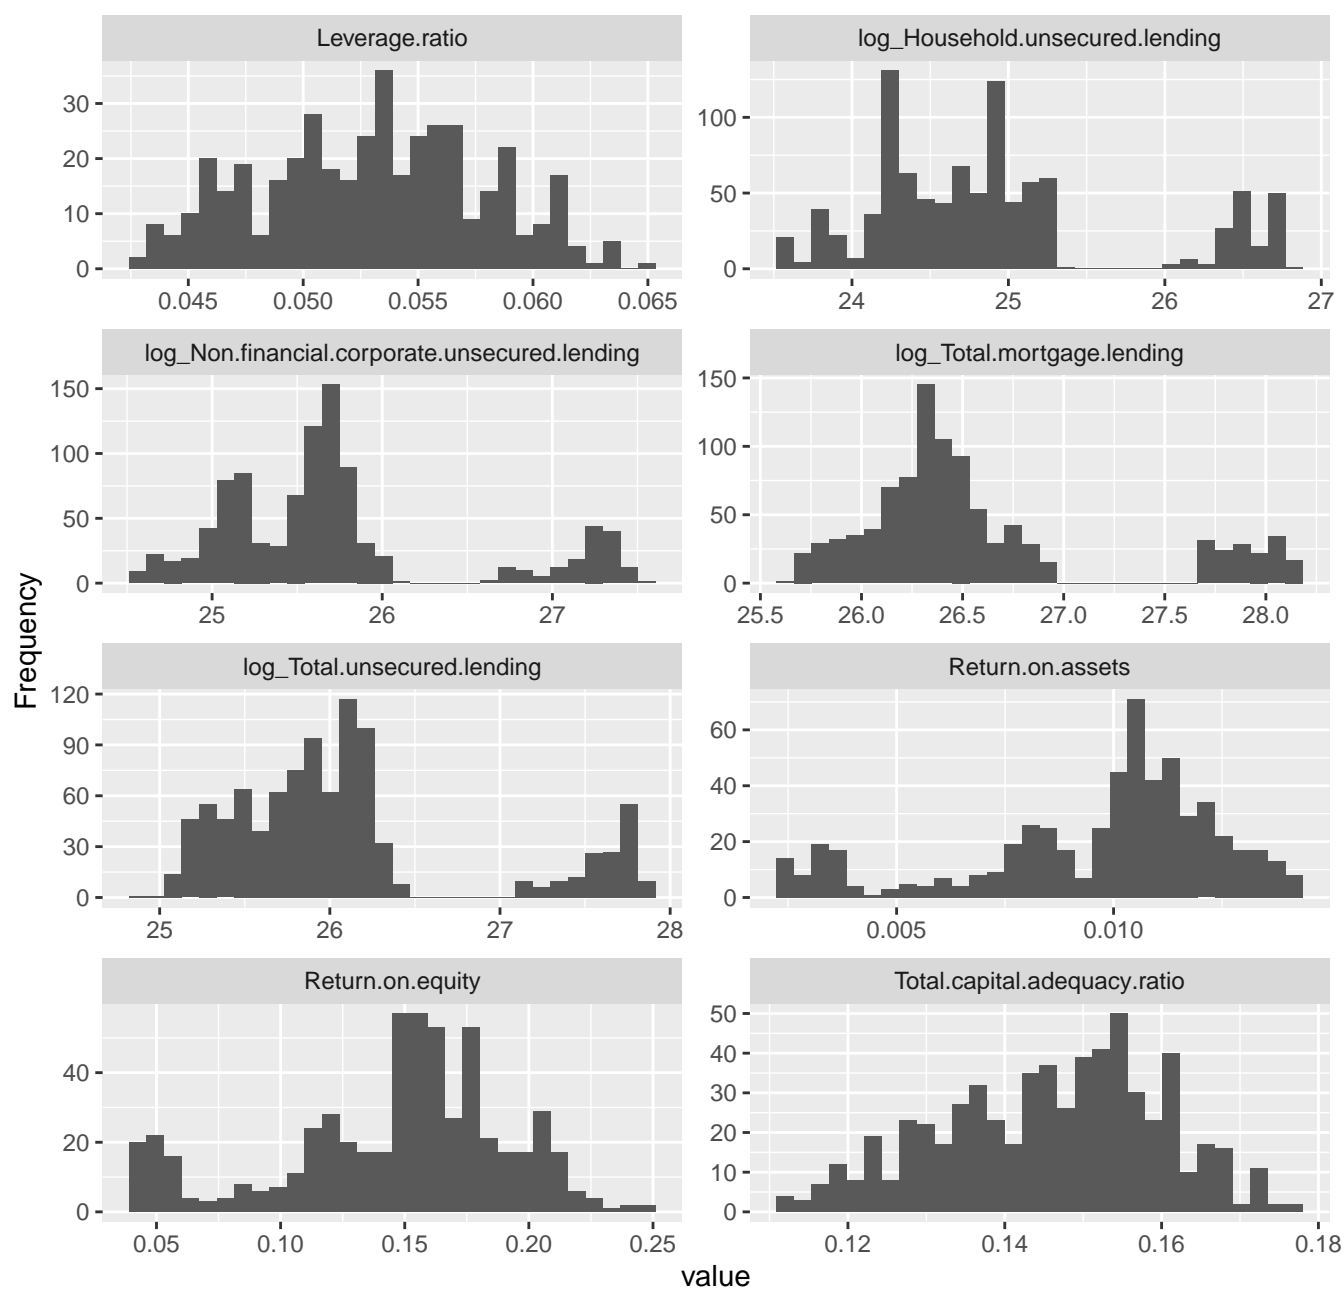 Leverage.ratio
log_Household.unsecured.lending
30
20
10
0
0.045 0.050 0.055 0.060 0.065
100
50
0
24 25 26 27
log_Non.financial.corporate.unsecured.lending
log_Total.mortgage.lending
150
100
50
0
25 26 27
150
100
50
0
25.5 26.0 26.5 27.0 27.5 28.0
log_Total.unsecured.lending
Return.on.assets
120
90
60
30
0
25 26 27 28
60
40
20
0
0.005 0.010
Return.on.equity
Total.capital.adequacy.ratio
40
20
0
0.05 0.10 0.15 0.20 0.25
50
40
30
20
10
0
0.12 0.14 0.16 0.18
Frequency
value